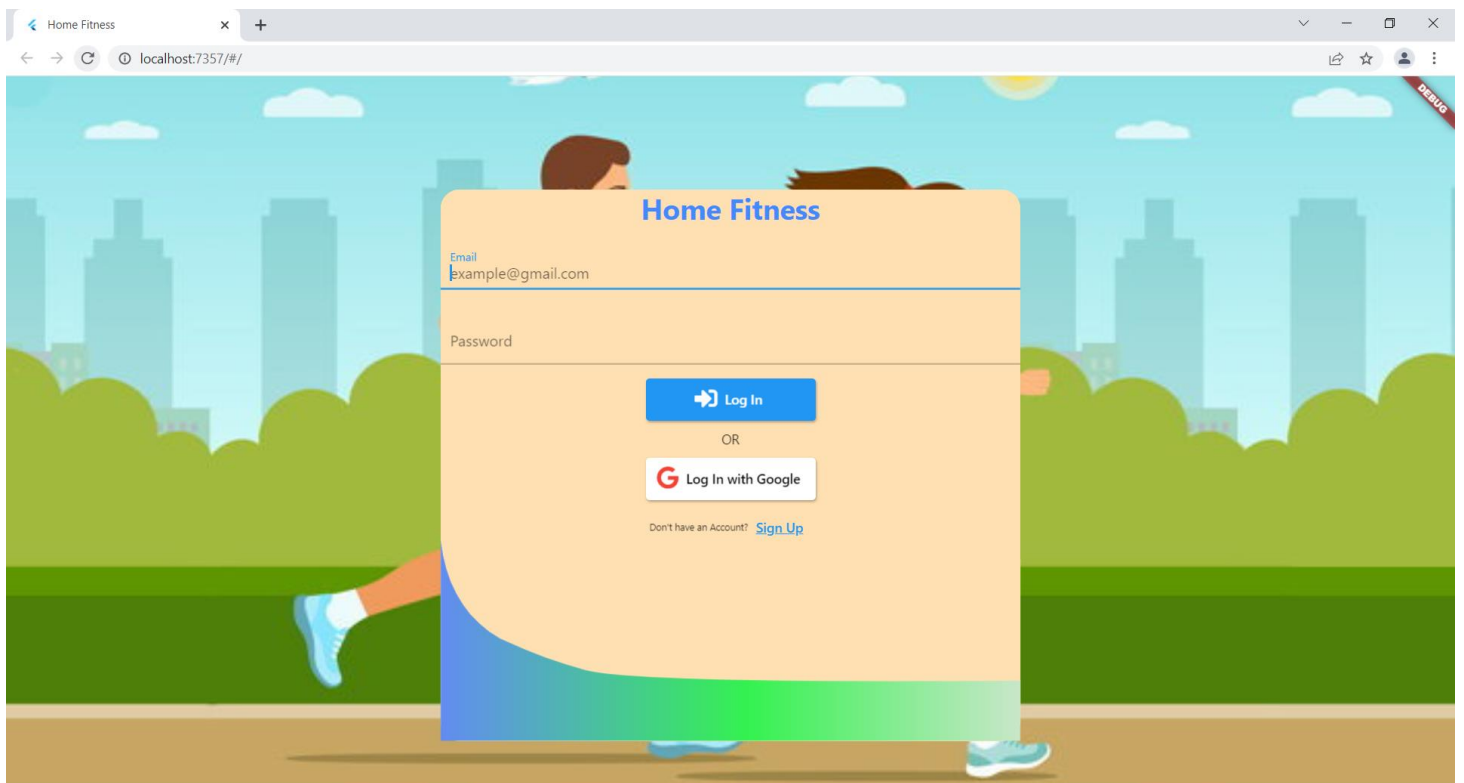 Home Fitness
localhost:7357/#/
DEBUG
Home Fitness
Email
example@gmail.com
Password
Log In
OR
G Log In with Google
Don't have an Account? Sign Up